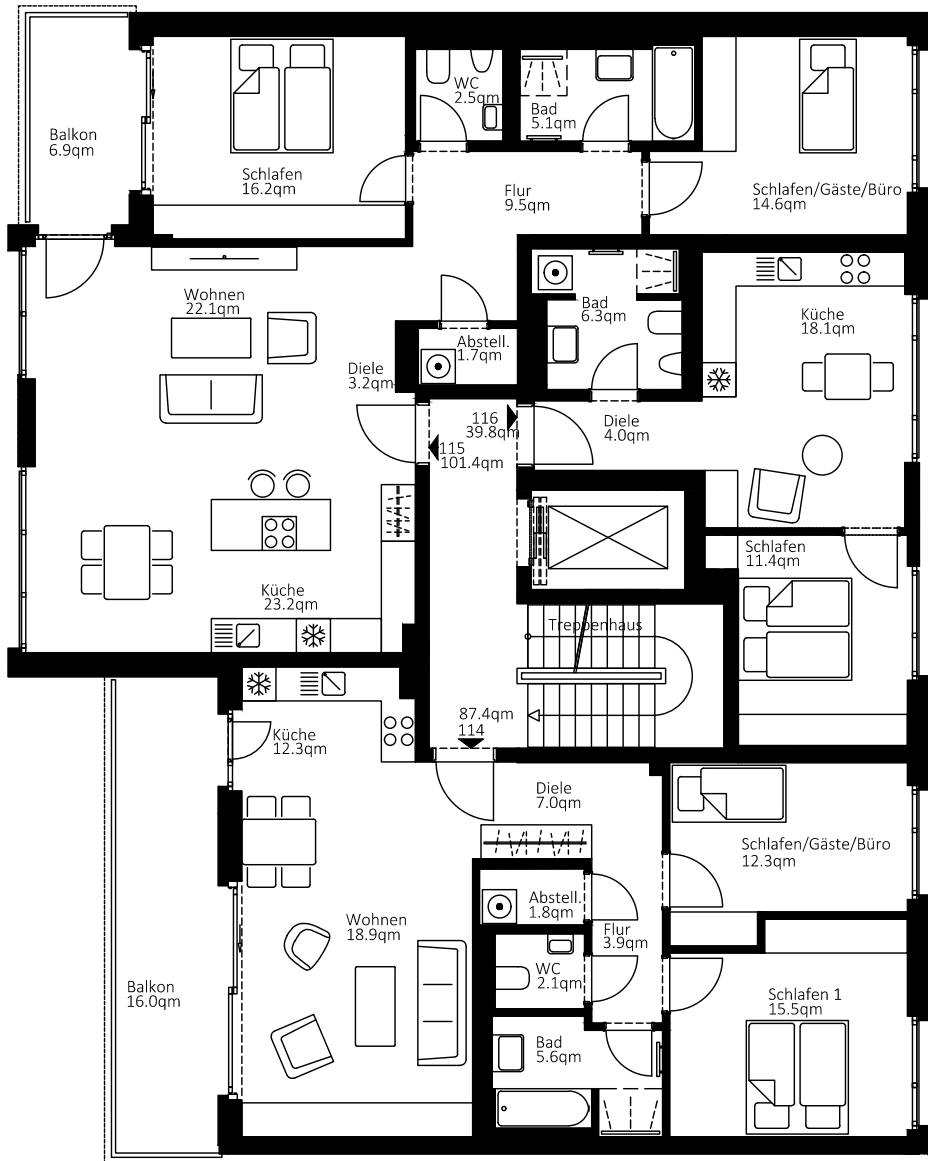 Balkon
6.9qm
Schlafen
16.2qm
WC
2.5qm
Bad
5.1qm
Flur
9.5qm
Schlafen/Gäste/Büro
14.6qm
Wohnen
22.1qm
Abstell.
1.7qm
Diele
3.2qm
Bad
6.3qm
Küche
18.1qm
116
39.8qm
115
101.4qm
Diele
4.0qm
Schlafen
11.4qm
Küche
23.2qm
Treppenhaus
87.4qm
114
Küche
12.3qm
Diele
7.0qm
Schlafen/Gäste/Büro
12.3qm
Abstell.
1.8qm
Wohnen
18.9qm
Flur
3.9qm
WC
2.1qm
Balkon
16.0qm
Schlafen 1
15.5qm
Bad
5.6qm